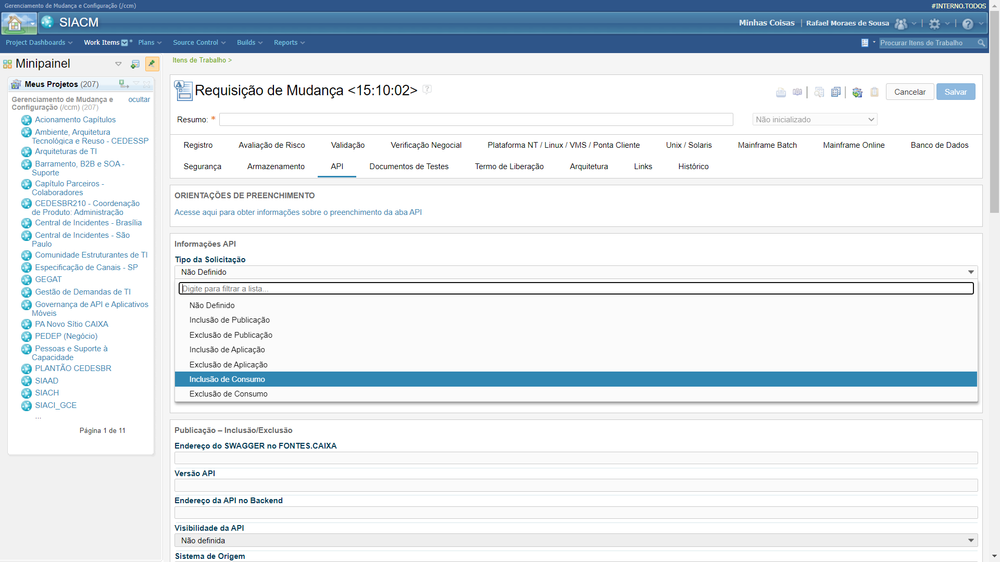 Gerenciamento de Mudança e Configuração (/ccm)
#INTERNO.TODOS
SIACM
Minhas Coisas | Rafael Moraes de Sousa
Project Dashboards
Work Items
*
Plans
Source Control
Builds
Reports
Procurar Itens de Trabalho
Minipainel
Meus Projetos (207)
Gerenciamento de Mudança e
Configuração (/ccm) (207)
ocultar
Acionamento Capítulos
Ambiente, Arquitetura
Tecnológica e Reuso - CEDESSP
Arquiteturas de TI
Barramento, B2B e SOA -
Suporte
Capítulo Parceiros -
Colaboradores
CEDESBR210 - Coordenação
de Produto: Administração
Central de Incidentes - Brasília
Central de Incidentes - São
Paulo
Comunidade Estruturantes de TI
Especificação de Canais - SP
GEGAT
Gestão de Demandas de TI
Governança de API e Aplicativos
Móveis
PA Novo Sítio CAIXA
PEDEP (Negócio)
Pessoas e Suporte à
Capacidade
PLANTÃO CEDESBR
SIAAD
SIACH
SIACI_GCE
...
Página 1 de 11
Itens de Trabalho >
Requisição de Mudança <15:10:02>
Cancelar
Salvar
Resumo: *
Não inicializado
Registro
Avaliação de Risco
Validação
Verificação Negocial
Plataforma NT / Linux / VMS / Ponta Cliente
Unix / Solaris
Mainframe Batch
Mainframe Online
Banco de Dados
Segurança
Armazenamento
API
Documentos de Testes
Termo de Liberação
Arquitetura
Links
Histórico
ORIENTAÇÕES DE PREENCHIMENTO
Acesse aqui para obter informações sobre o preenchimento da aba API
Informações API
Tipo da Solicitação
Não Definido
Digite para filtrar a lista...
Não Definido
Inclusão de Publicação
Exclusão de Publicação
Inclusão de Aplicação
Exclusão de Aplicação
Inclusão de Consumo
Exclusão de Consumo
Publicação – Inclusão/Exclusão
Endereço do SWAGGER no FONTES.CAIXA
Versão API
Endereço da API no Backend
Visibilidade da API
Não definida
Sistema de Origem